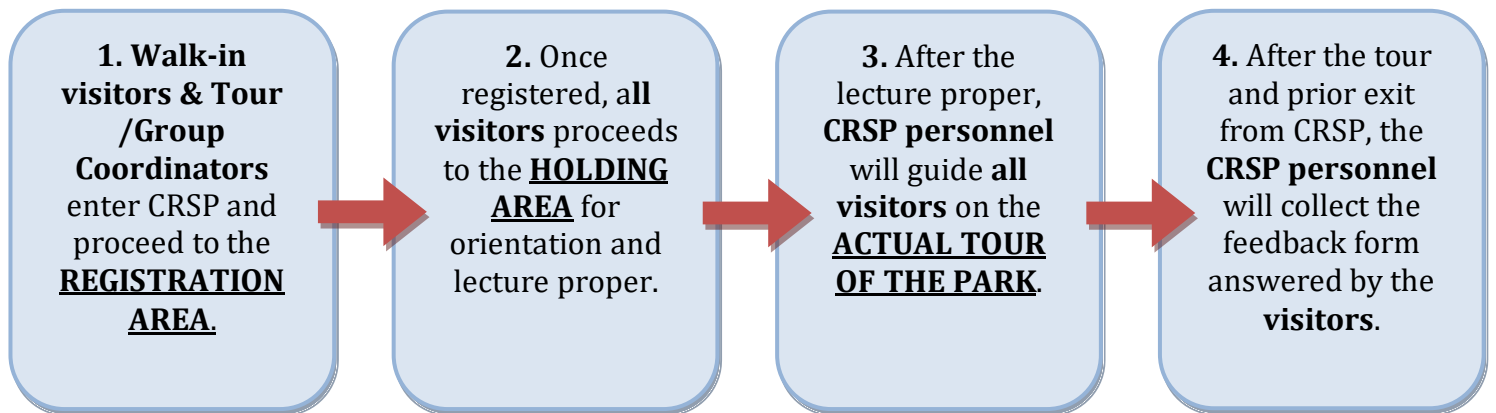 1. Walk-in
visitors & Tour
/Group
Coordinators
enter CRSP and
proceed to the
REGISTRATION
AREA.
2. Once
registered, all
visitors proceeds
to the HOLDING
AREA for
orientation and
lecture proper.
3. After the
lecture proper,
CRSP personnel
will guide all
visitors on the
ACTUAL TOUR
OF THE PARK.
4. After the tour
and prior exit
from CRSP, the
CRSP personnel
will collect the
feedback form
answered by the
visitors.